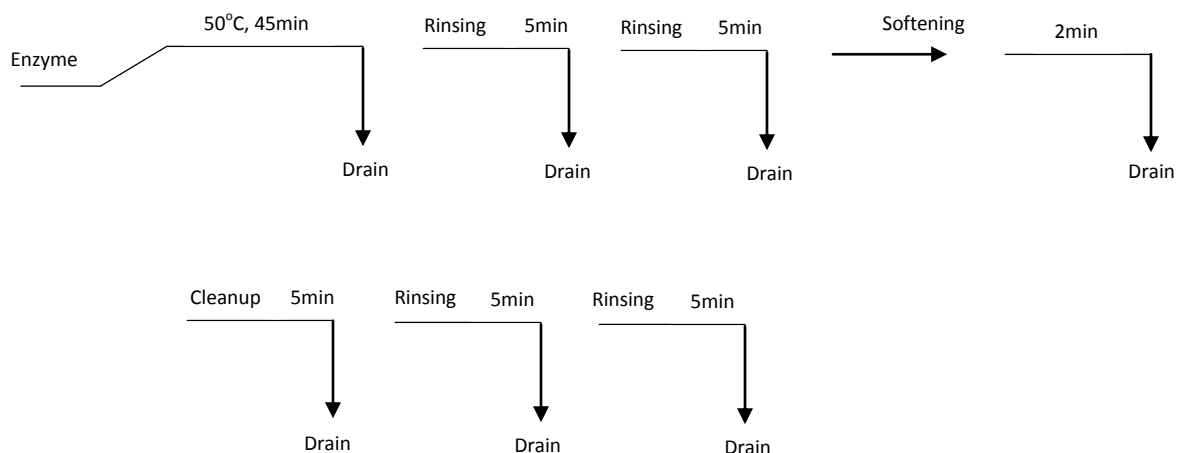 50°C, 45min
Enzyme
Drain
Rinsing 5min
Drain
Rinsing 5min
Drain
Softening
2min
Drain
Cleanup 5min
Drain
Rinsing 5min
Drain
Rinsing 5min
Drain